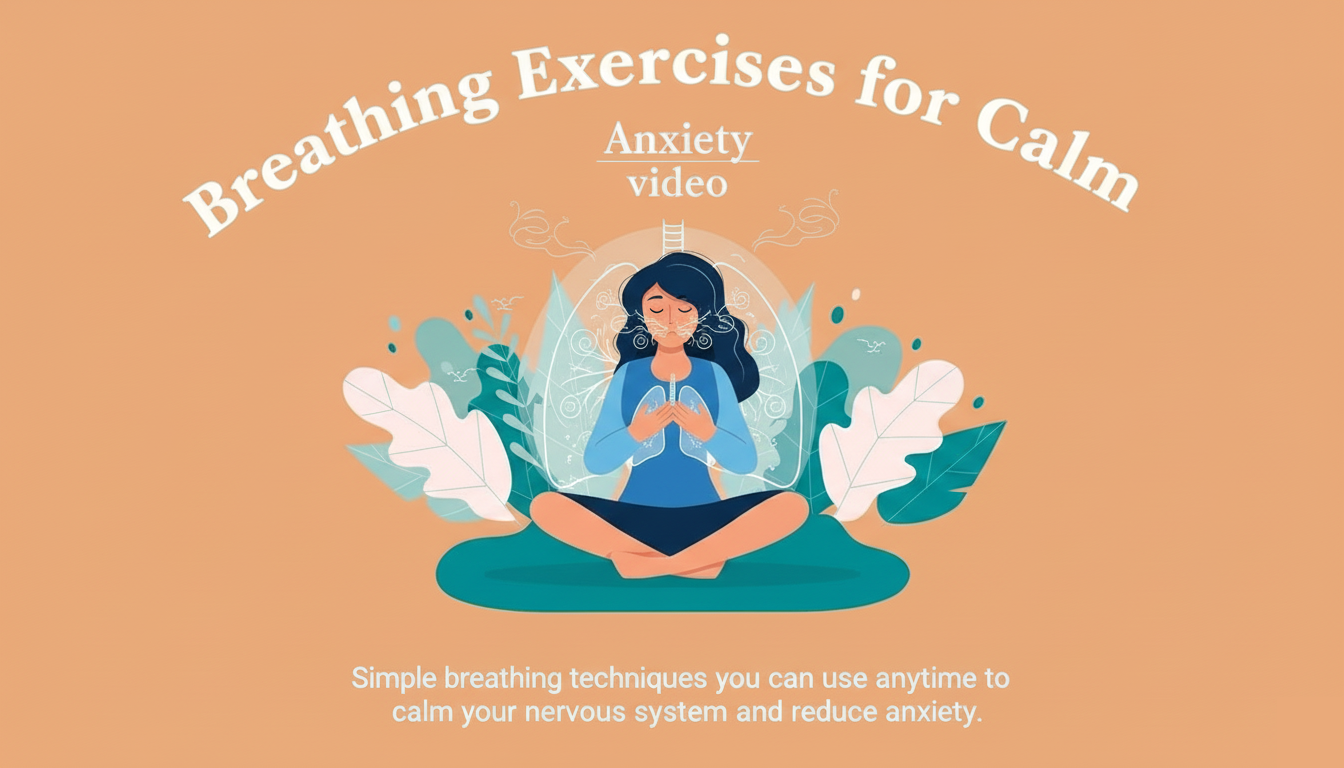 Breathing Exercises for Calm
Anxiety
video
Simple breathing techniques you can use anytime to
calm your nervous system and reduce anxiety.